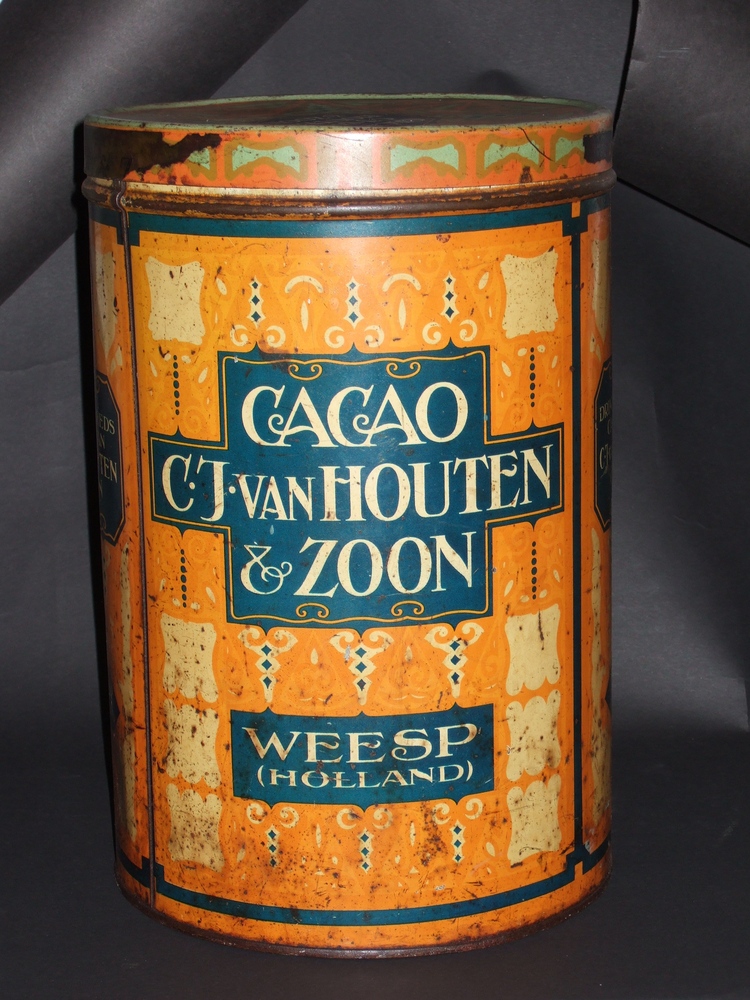 CACAO
C.J. VAN HOUTEN
& ZOON
WEESP
(HOLLAND)